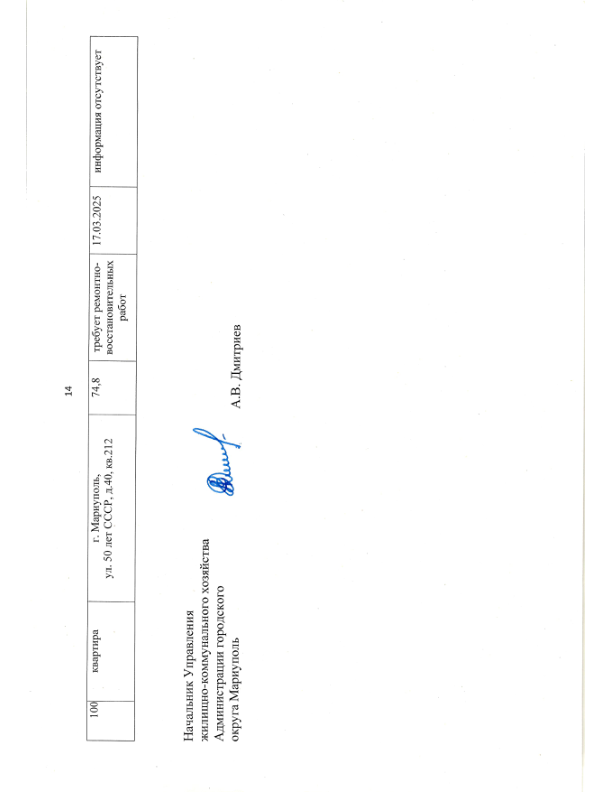 14
100
квартира
г. Мариуполь,
ул. 50 лет СССР, д.40, кв.212
74,8
требует ремонтно-
восстановительных
работ
17.03.2025
информация отсутствует
Начальник Управления
жилищно-коммунального хозяйства
Администрации городского
округа Мариуполь
А.В. Дмитриев